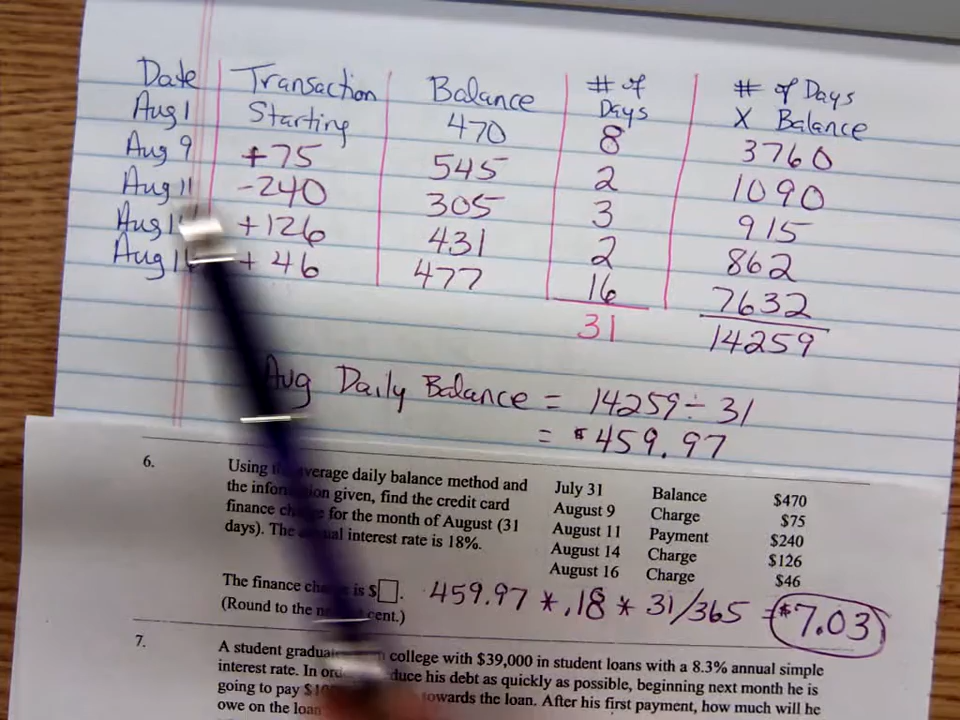 Date Transaction Balance # of Days # of Days X Balance
Aug 1 Starting 470 8 3760
Aug 9 +75 545 2 1090
Aug 11 -240 305 3 915
Aug +126 431 2 862
Aug +46 477 16 7632
31 14259
Aug Daily Balance = 14259 ÷ 31
= $459.97
6. Using average daily balance method and
the given, find the credit card
finance for the month of August (31
days). The interest rate is 18%.
July 31 Balance $470
August 9 Charge $75
August 11 Payment $240
August 14 Charge $126
August 16 Charge $46
The finance is $☐. 459.97 * .18 * 31/365 = $7.03
(Round to the cent.)
7. A student college with $39,000 in student loans with a 8.3% annual simple
interest rate. In his debt as quickly as possible, beginning next month he is
going to pay towards the loan. After his first payment, how much will he
owe on the loan